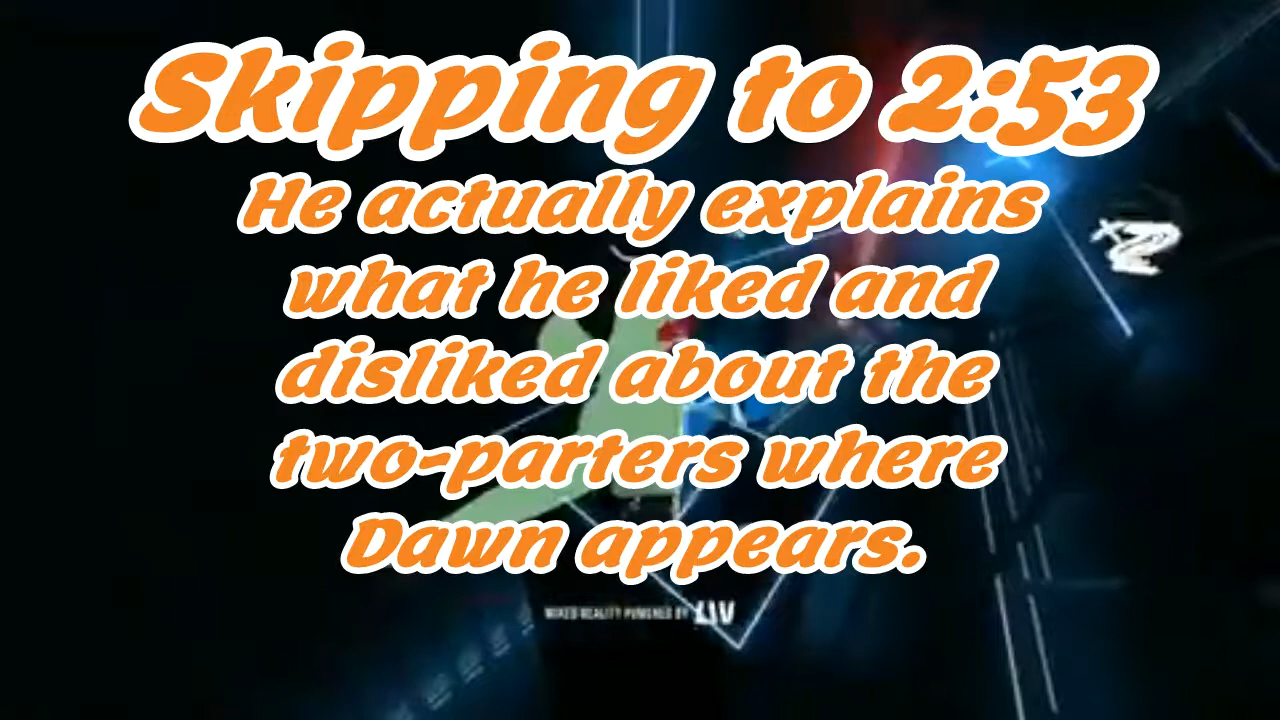 Skipping to 2:53
He actually explains
x2
what he liked and
disliked about the
two-parters where
Dawn appears.
MIXED REALITY POWERED BY LIV